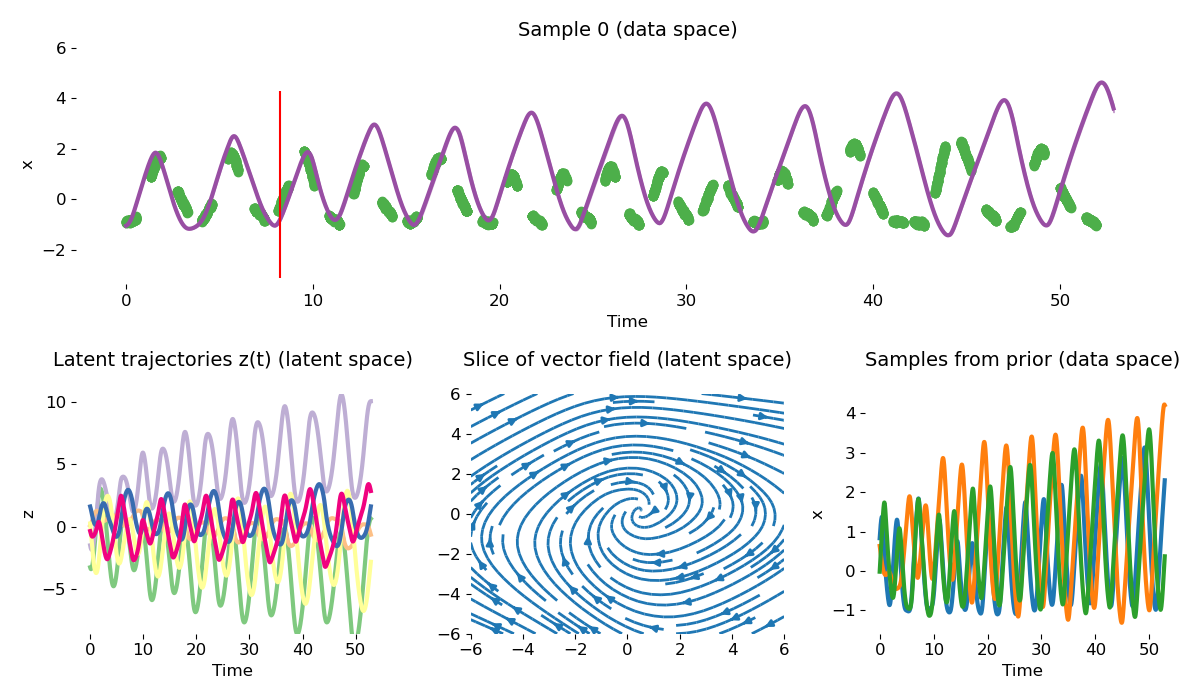 Sample 0 (data space)
6
4
2
0
−2
x
0 10 20 30 40 50
Time
Latent trajectories z(t) (latent space)
10
5
0
−5
z
0 10 20 30 40 50
Time
Slice of vector field (latent space)
6
4
2
0
−2
−4
−6
−6 −4 −2 0 2 4 6
Samples from prior (data space)
4
3
2
1
0
−1
x
0 10 20 30 40 50
Time